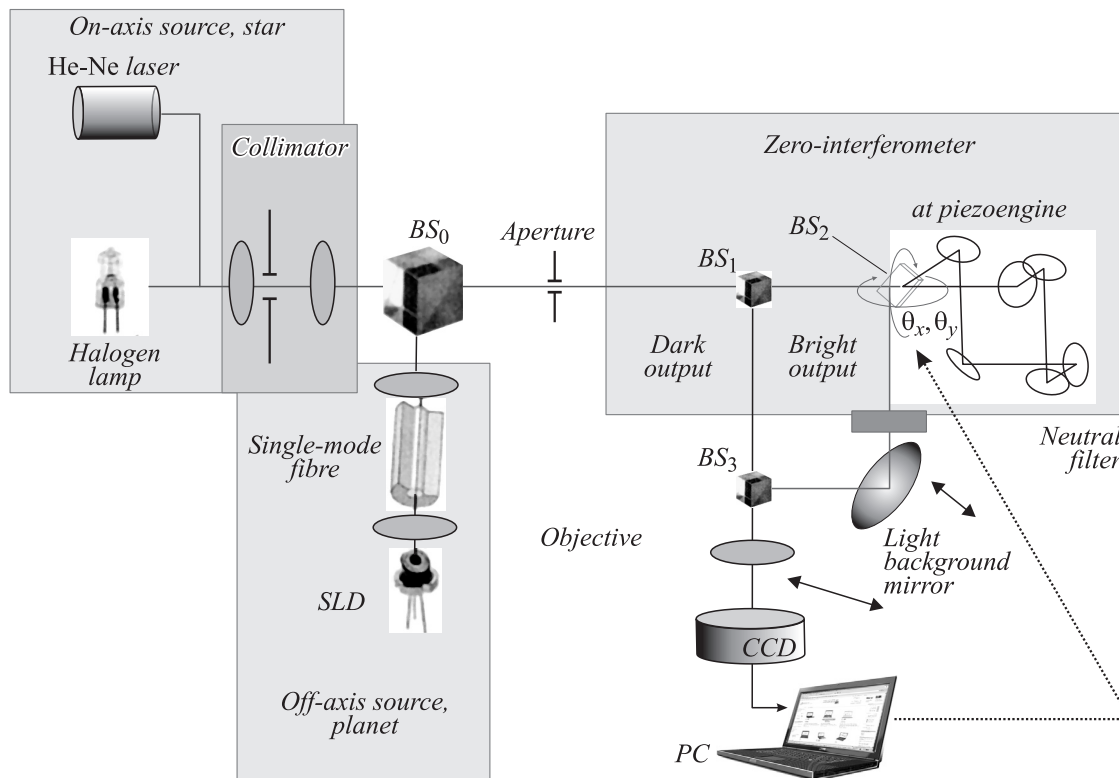 On-axis source, star
He-Ne laser
Collimator
Halogen
lamp
BS0
Aperture
Single-mode
fibre
SLD
Off-axis source,
planet
Zero-interferometer
at piezoengine
BS2
BS1
θx, θy
Dark
output
Bright
output
Neutral
filter
BS3
Objective
Light
background
mirror
CCD
PC